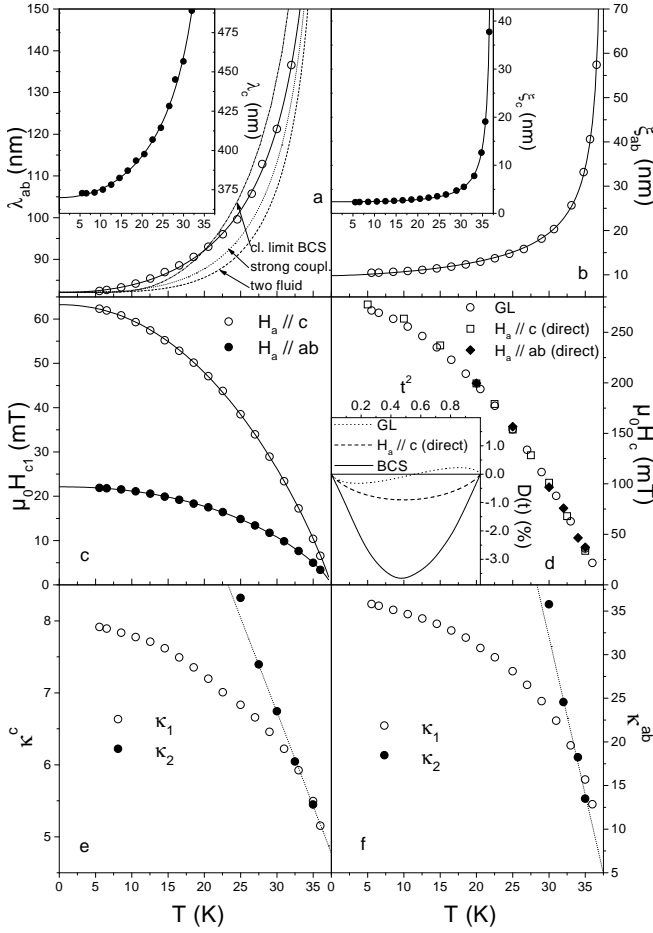 150
140
130
120
110
100
90
λab (nm)
475
450
425
400
375
λc (nm)
0 5 10 15 20 25 30 35
a
cl. limit BCS
strong coupl.
two fluid
70
60
50
40
30
20
10
ξab (nm)
40
30
20
10
0
ξc (nm)
0 5 10 15 20 25 30 35
b
60
50
40
30
20
10
0
μ0Hc1 (mT)
Ha // c
Ha // ab
c
GL
Ha // c (direct)
Ha // ab (direct)
250
200
150
100
50
0
μ0Hc (mT)
t2
0.2 0.4 0.6 0.8
GL
Ha // c (direct)
BCS
1.0
0.0
-1.0
-2.0
-3.0
D(t) (%)
d
8
7
6
5
κc
κ1
κ2
e
35
30
25
20
15
10
5
κab
κ1
κ2
f
0 5 10 15 20 25 30 35
T (K)
0 5 10 15 20 25 30 35
T (K)